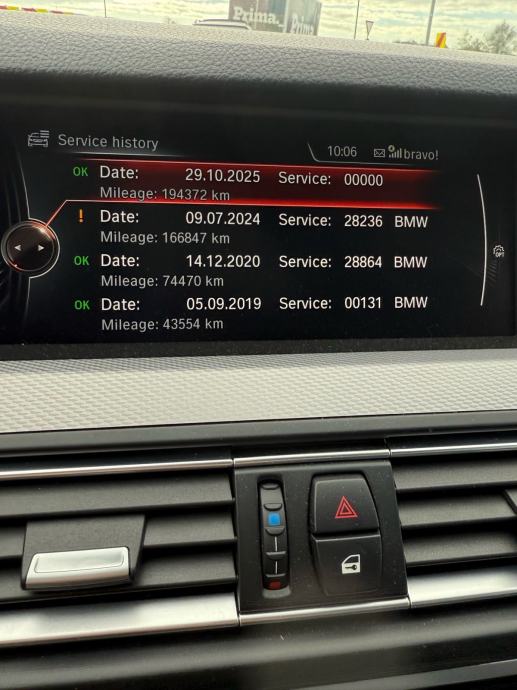 Prima.
Prima
Service history
10:06
bravo!
OK Date: 29.10.2025 Service: 00000
Mileage: 194372 km
! Date: 09.07.2024 Service: 28236 BMW
Mileage: 166847 km
OK Date: 14.12.2020 Service: 28864 BMW
Mileage: 74470 km
OK Date: 05.09.2019 Service: 00131 BMW
Mileage: 43554 km
OPT